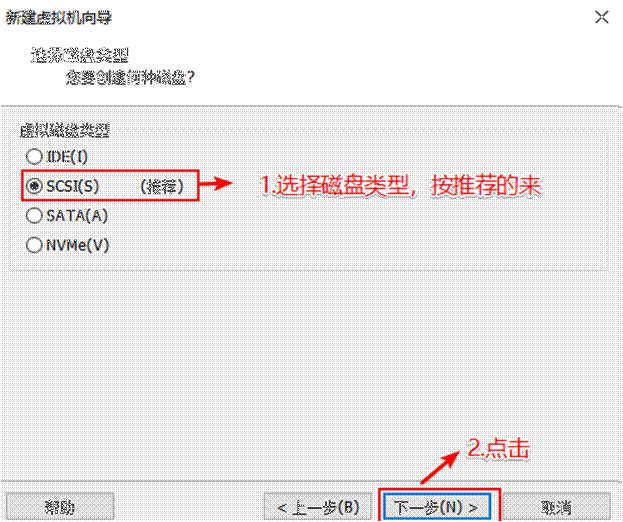 新建虚拟机向导
选择磁盘类型
您要创建何种磁盘?
虚拟磁盘类型
IDE(I)
SCSI(S) (推荐)
1.选择磁盘类型，按推荐的来
SATA(A)
NVMe(V)
2.点击
帮助 < 上一步(B) 下一步(N) > 取消